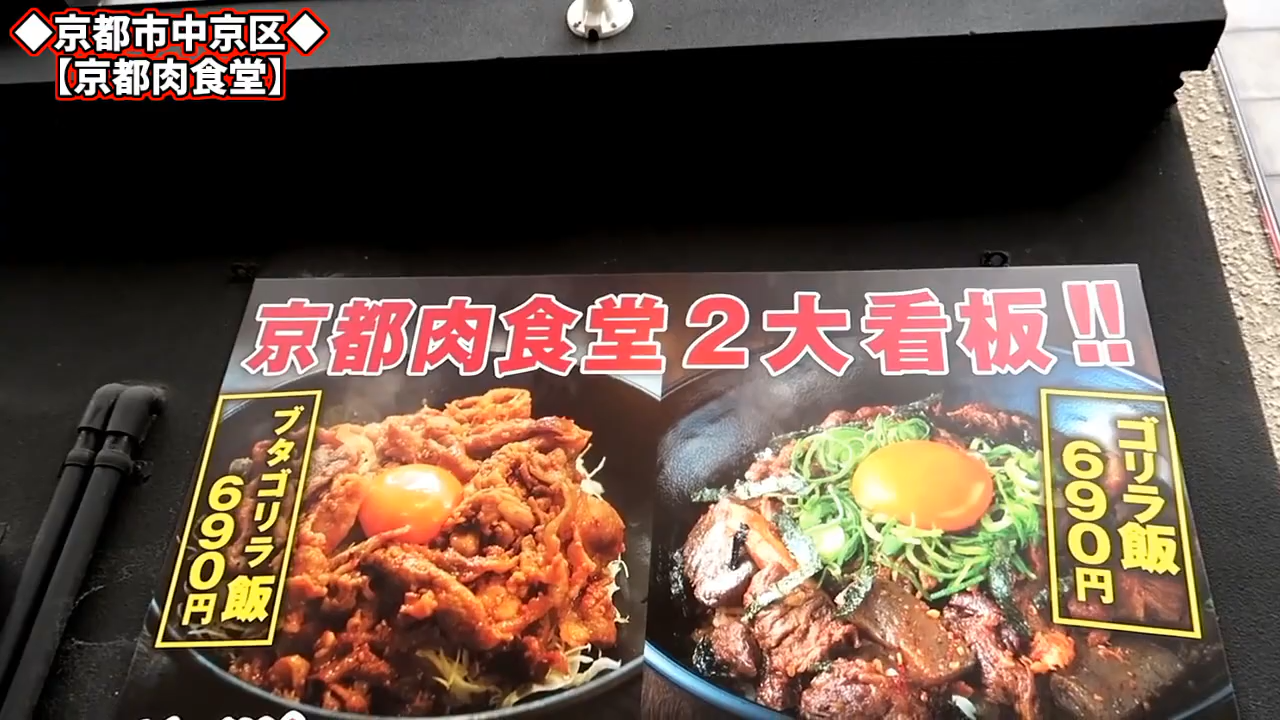 ◆京都市中京区◆
【京都肉食堂】
京都肉食堂2大看板!!
ブタゴリラ飯
690円
ゴリラ飯
690円